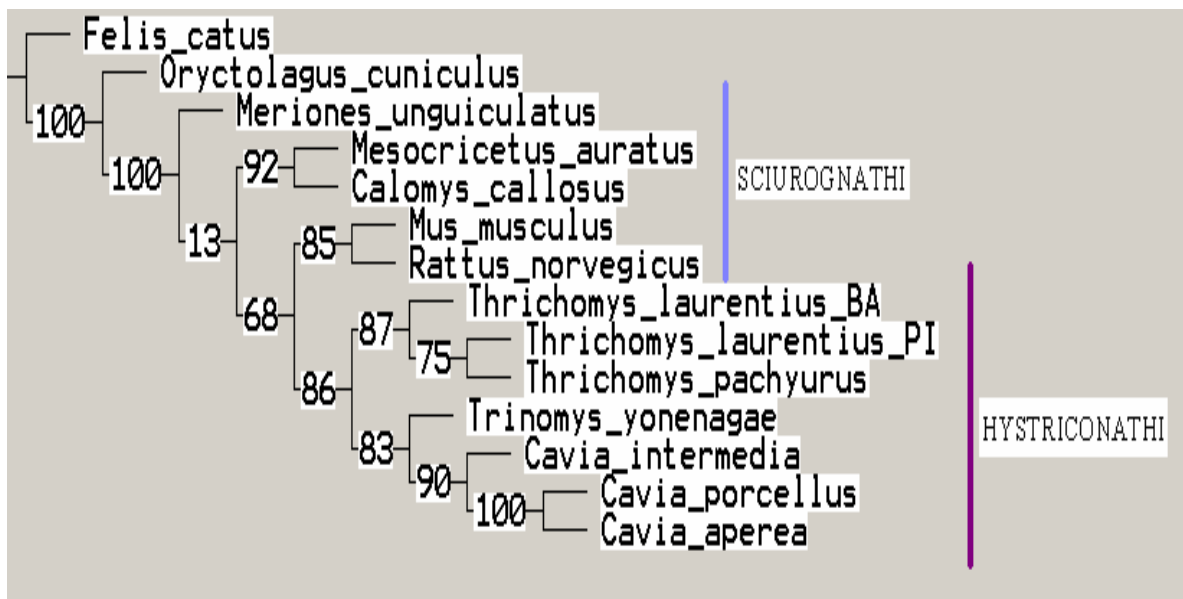 Felis_catus
Oryctolagus_cuniculus
100
Meriones_unguiculatus
100
Mesocricetus_auratus
92
Calomys_callosus
SCIUROGNATHI
13
Mus_musculus
85
Rattus_norvegicus
68
Thrichomys_laurentius_BA
87
Thrichomys_laurentius_PI
75
Thrichomys_pachyurus
86
Trinomys_yonenagae
HYSTRICONATHI
83
Cavia_intermedia
90
Cavia_porcellus
100
Cavia_aperea